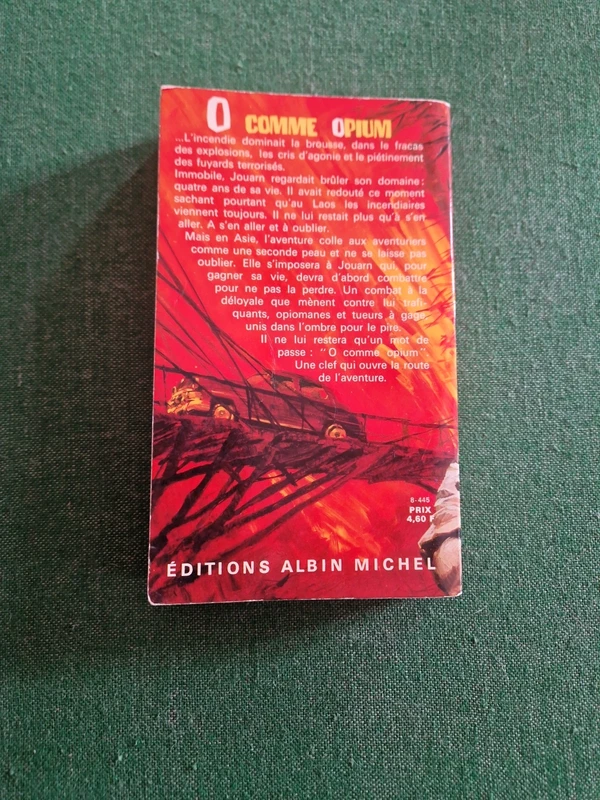 O COMME OPIUM
...L'incendie dominait la brousse, dans le fracas
des explosions, les cris d'agonie et le piétinement
des fuyards terrorisés.
Immobile, Jouarn regardait brûler son domaine:
quatre ans de sa vie. Il avait redouté ce moment
sachant pourtant qu'au Laos les incendiaires
viennent toujours. Il ne lui restait plus qu'à s'en
aller. A s'en aller et à oublier.
Mais en Asie, l'aventure colle aux aventuriers
comme une seconde peau et ne se laisse pas
oublier. Elle s'imposera à Jouarn qui, pour
gagner sa vie, devra d'abord combattre
pour ne pas la perdre. Un combat à la
déloyale que mènent contre lui trafi-
quants, opiomanes et tueurs à gage
unis dans l'ombre pour le pire.
Il ne lui restera qu'un mot de
passe : "O comme opium"
Une clef qui ouvre la route
de l'aventure.
8-445
PRIX
4,60 F
ÉDITIONS ALBIN MICHEL